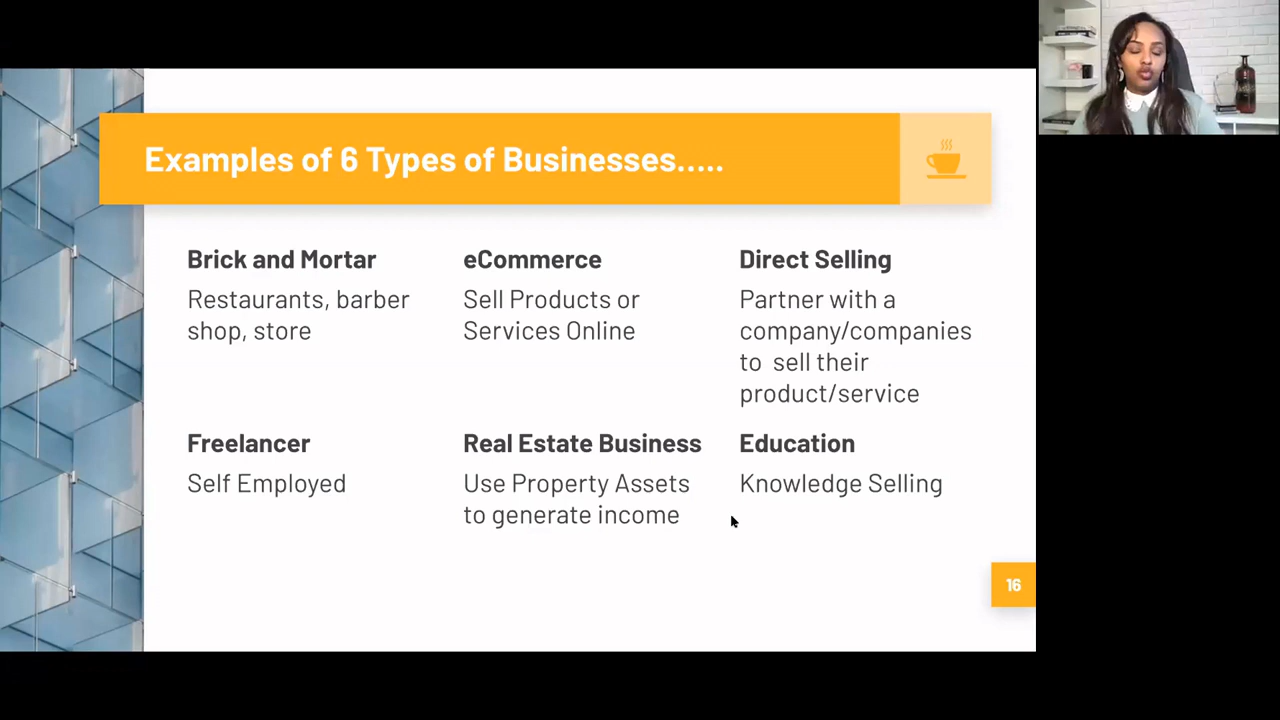 Examples of 6 Types of Businesses.....
Brick and Mortar
Restaurants, barber
shop, store
eCommerce
Sell Products or
Services Online
Direct Selling
Partner with a
company/companies
to  sell their
product/service
Freelancer
Self Employed
Real Estate Business
Use Property Assets
to generate income
Education
Knowledge Selling
16